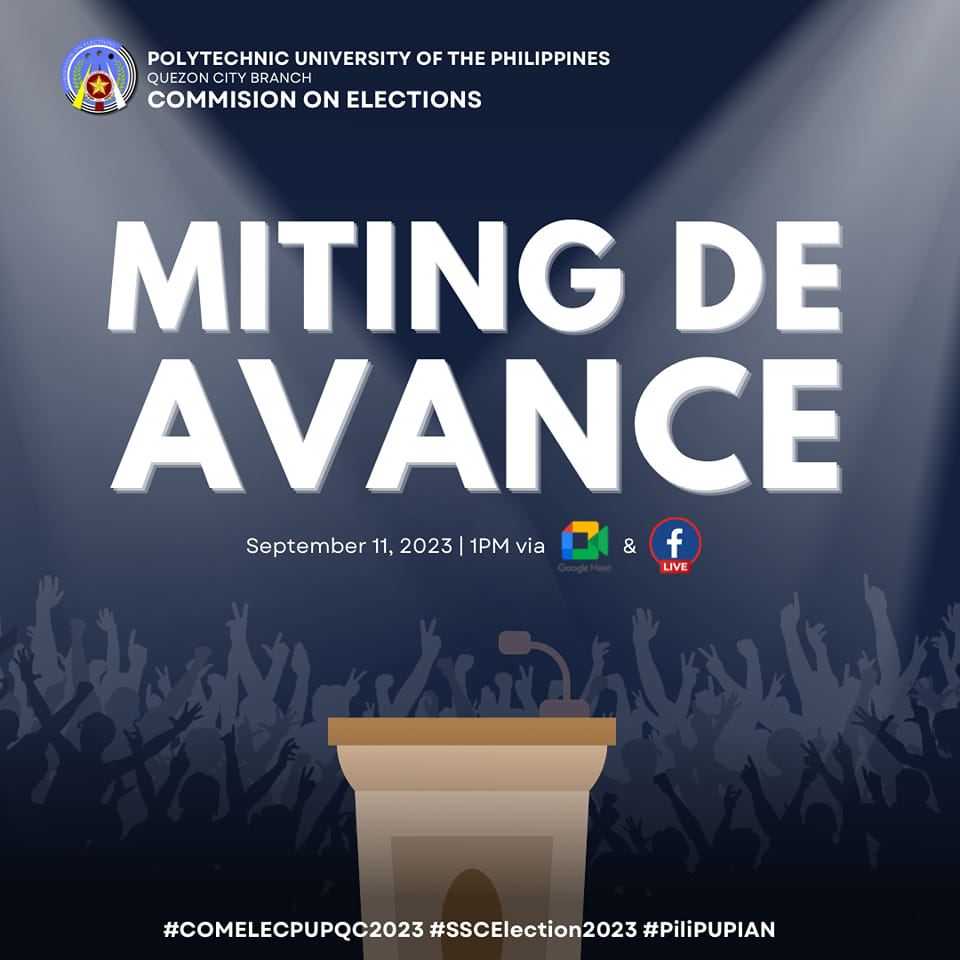 POLYTECHNIC UNIVERSITY OF THE PHILIPPINES
QUEZON CITY BRANCH
COMMISION ON ELECTIONS
MITING DE
AVANCE
September 11, 2023 | 1PM via
Google Meet
&
f
LIVE
#COMELECPUPQC2023 #SSCElection2023 #PiliPUPIAN